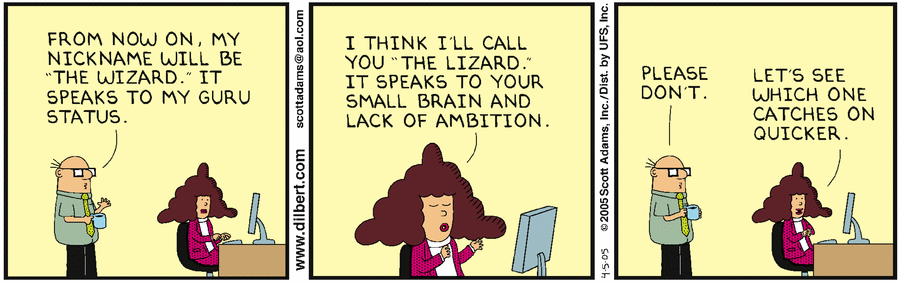 FROM NOW ON, MY
NICKNAME WILL BE
"THE WIZARD." IT
SPEAKS TO MY GURU
STATUS.
www.dilbert.com scottadams@aol.com
I THINK I'LL CALL
YOU "THE LIZARD."
IT SPEAKS TO YOUR
SMALL BRAIN AND
LACK OF AMBITION.
4-5-05 ©2005 Scott Adams, Inc./Dist. by UFS, Inc.
PLEASE
DON'T.
LET'S SEE
WHICH ONE
CATCHES ON
QUICKER.